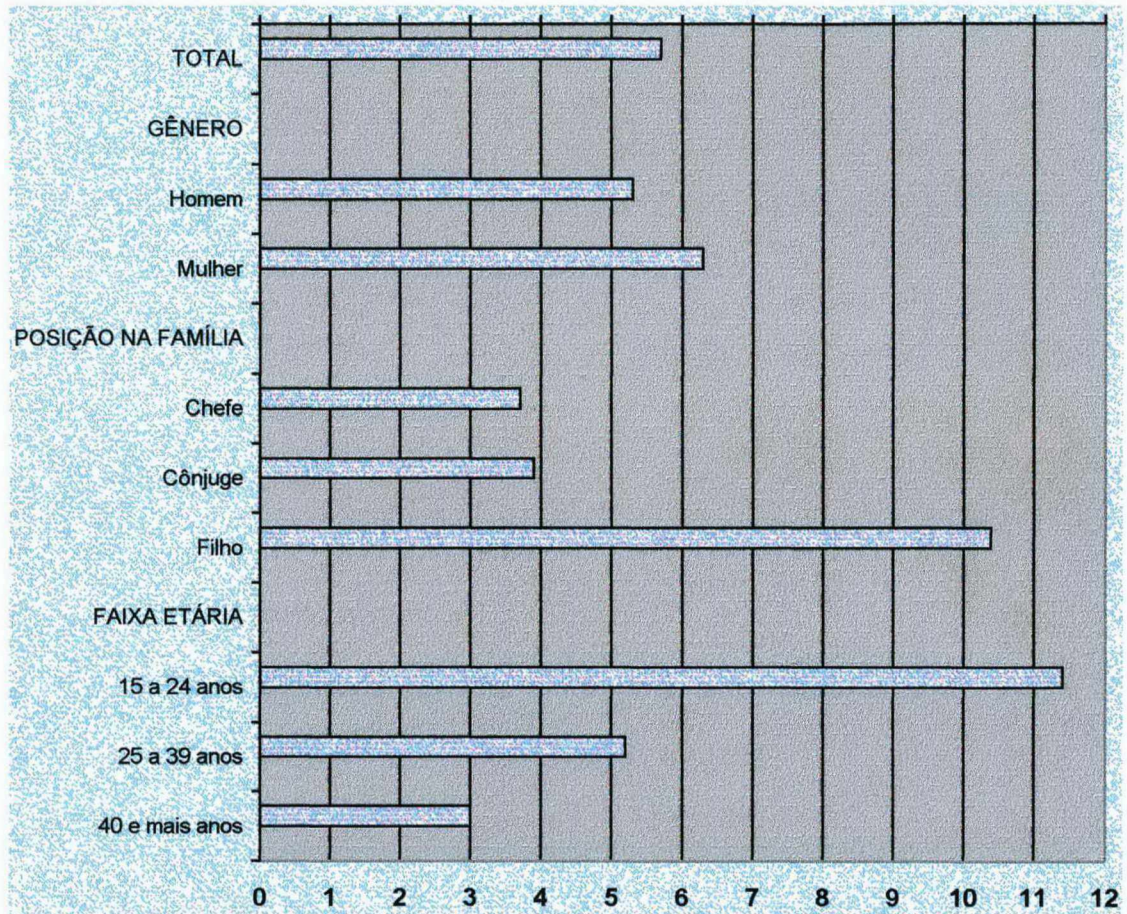 TOTAL
GÊNERO
Homem
Mulher
POSIÇÃO NA FAMÍLIA
Chefe
Cônjuge
Filho
FAIXA ETÁRIA
15 a 24 anos
25 a 39 anos
40 e mais anos
0 1 2 3 4 5 6 7 8 9 10 11 12